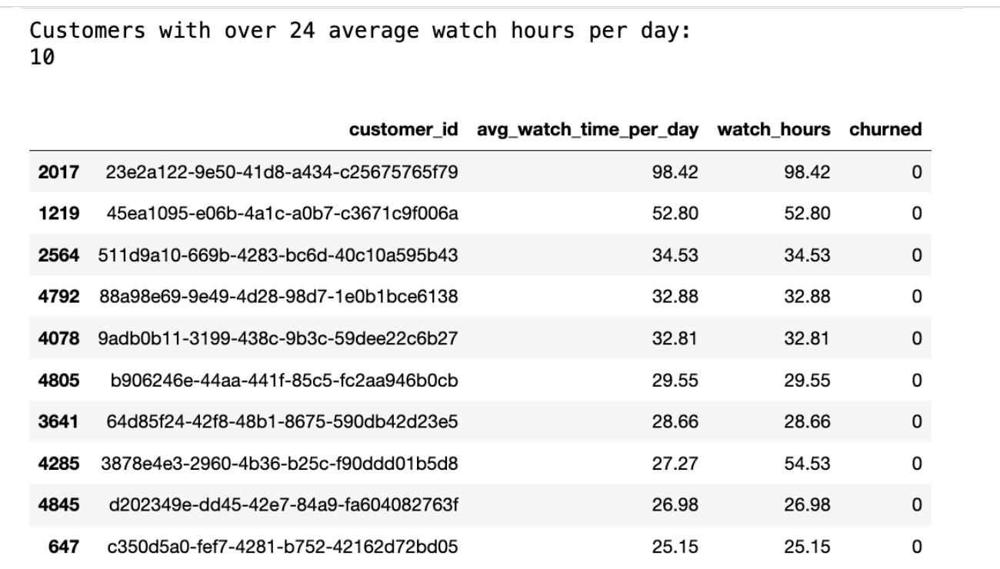 Customers with over 24 average watch hours per day:
10
customer_id avg_watch_time_per_day watch_hours churned
2017 23e2a122-9e50-41d8-a434-c25675765f79 98.42 98.42 0
1219 45ea1095-e06b-4a1c-a0b7-c3671c9f006a 52.80 52.80 0
2564 511d9a10-669b-4283-bc6d-40c10a595b43 34.53 34.53 0
4792 88a98e69-9e49-4d28-98d7-1e0b1bce6138 32.88 32.88 0
4078 9adb0b11-3199-438c-9b3c-59dee22c6b27 32.81 32.81 0
4805 b906246e-44aa-441f-85c5-fc2aa946b0cb 29.55 29.55 0
3641 64d85f24-42f8-48b1-8675-590db42d23e5 28.66 28.66 0
4285 3878e4e3-2960-4b36-b25c-f90ddd01b5d8 27.27 54.53 0
4845 d202349e-dd45-42e7-84a9-fa604082763f 26.98 26.98 0
647 c350d5a0-fef7-4281-b752-42162d72bd05 25.15 25.15 0